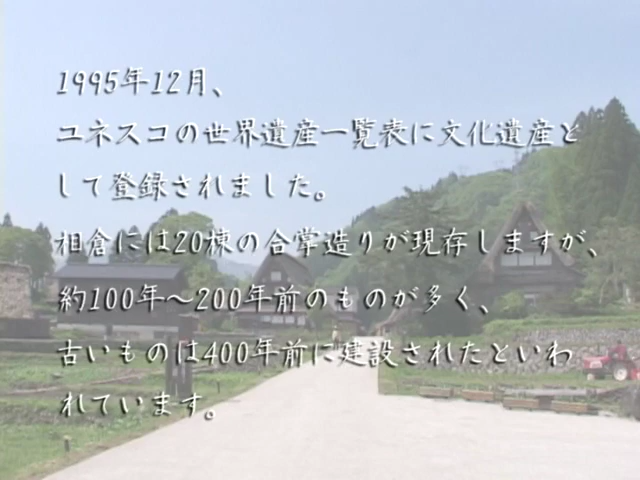 1995年12月、
ユネスコの世界遺産一覧表に文化遺産と
して登録されました。
相倉には20棟の合掌造りが現存しますが、
約100年～200年前のものが多く、
古いものは400年前に建設されたといわ
れています。